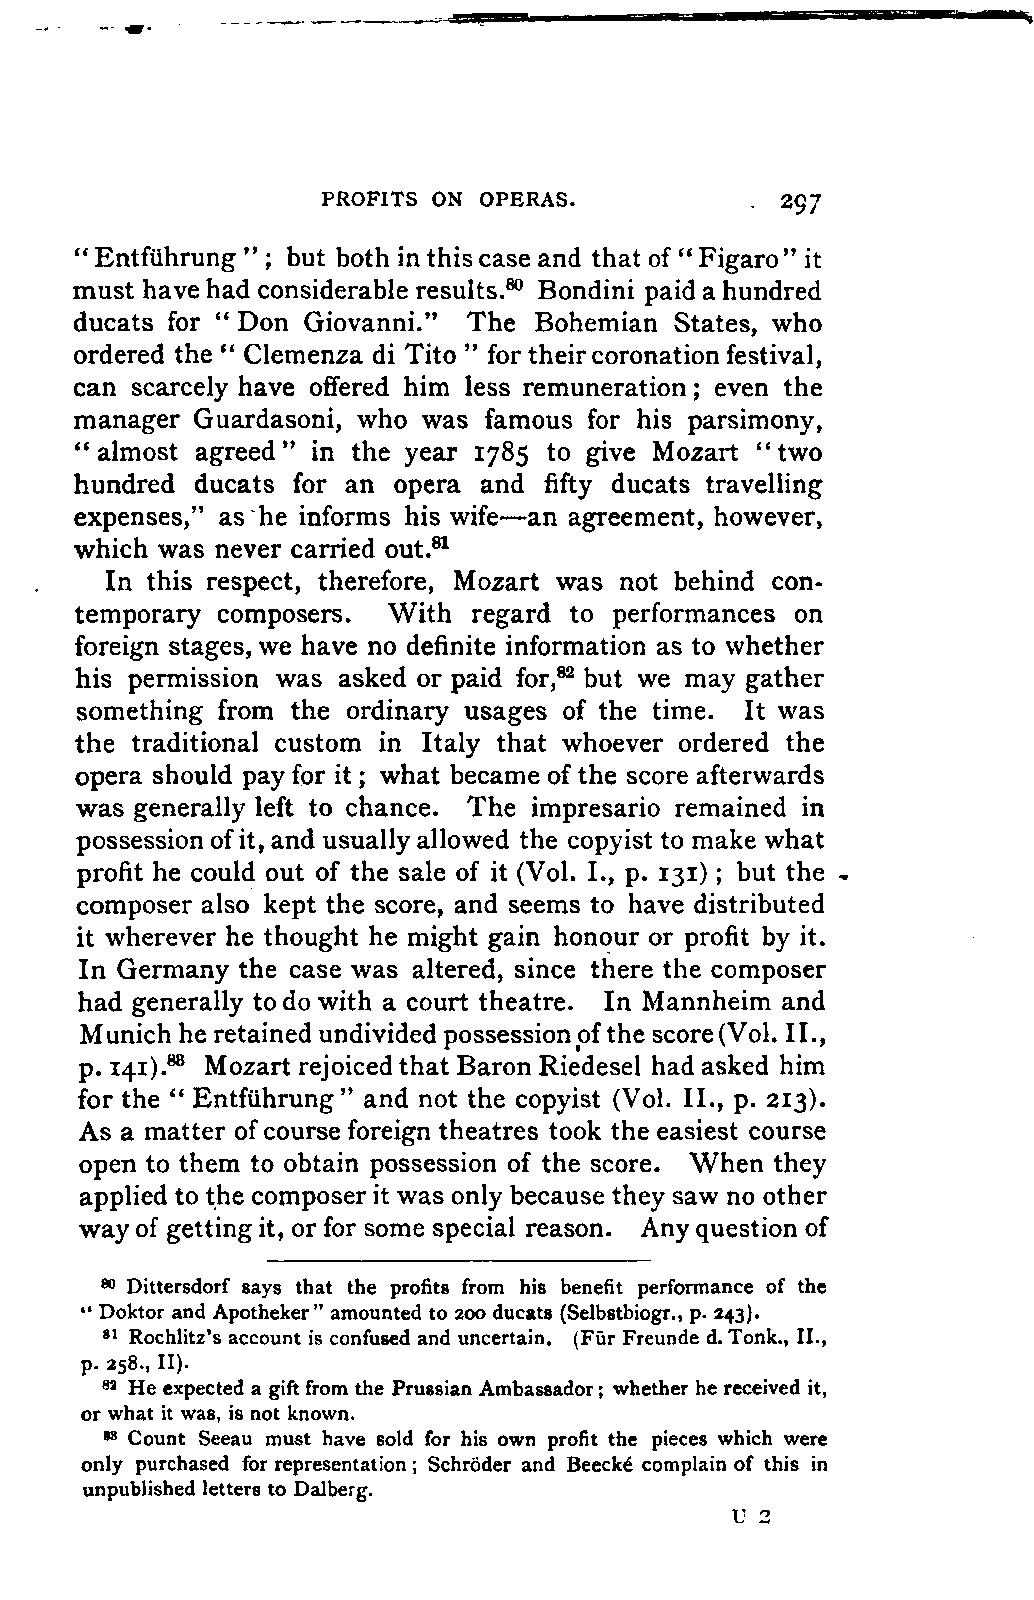 PROFITS ON OPERAS. 297
“ Entführung ” ; but both in this case and that of “ Figaro ” it
must have had considerable results.⁸⁰ Bondini paid a hundred
ducats for “ Don Giovanni.” The Bohemian States, who
ordered the “ Clemenza di Tito ” for their coronation festival,
can scarcely have offered him less remuneration ; even the
manager Guardasoni, who was famous for his parsimony,
“ almost agreed ” in the year 1785 to give Mozart “ two
hundred ducats for an opera and fifty ducats travelling
expenses,” as he informs his wife—an agreement, however,
which was never carried out.⁸¹
In this respect, therefore, Mozart was not behind con-
temporary composers. With regard to performances on
foreign stages, we have no definite information as to whether
his permission was asked or paid for,⁸² but we may gather
something from the ordinary usages of the time. It was
the traditional custom in Italy that whoever ordered the
opera should pay for it ; what became of the score afterwards
was generally left to chance. The impresario remained in
possession of it, and usually allowed the copyist to make what
profit he could out of the sale of it (Vol. I., p. 131) ; but the
composer also kept the score, and seems to have distributed
it wherever he thought he might gain honour or profit by it.
In Germany the case was altered, since there the composer
had generally to do with a court theatre. In Mannheim and
Munich he retained undivided possession of the score (Vol. II.,
p. 141).⁸³ Mozart rejoiced that Baron Riedesel had asked him
for the “ Entführung ” and not the copyist (Vol. II., p. 213).
As a matter of course foreign theatres took the easiest course
open to them to obtain possession of the score. When they
applied to the composer it was only because they saw no other
way of getting it, or for some special reason. Any question of
⁸⁰ Dittersdorf says that the profits from his benefit performance of the
“ Doktor and Apotheker ” amounted to 200 ducats (Selbstbiogr., p. 243).
⁸¹ Rochlitz's account is confused and uncertain. (Für Freunde d. Tonk., II.,
p. 258., II).
⁸² He expected a gift from the Prussian Ambassador ; whether he received it,
or what it was, is not known.
⁸³ Count Seeau must have sold for his own profit the pieces which were
only purchased for representation ; Schröder and Beecké complain of this in
unpublished letters to Dalberg.
U 2